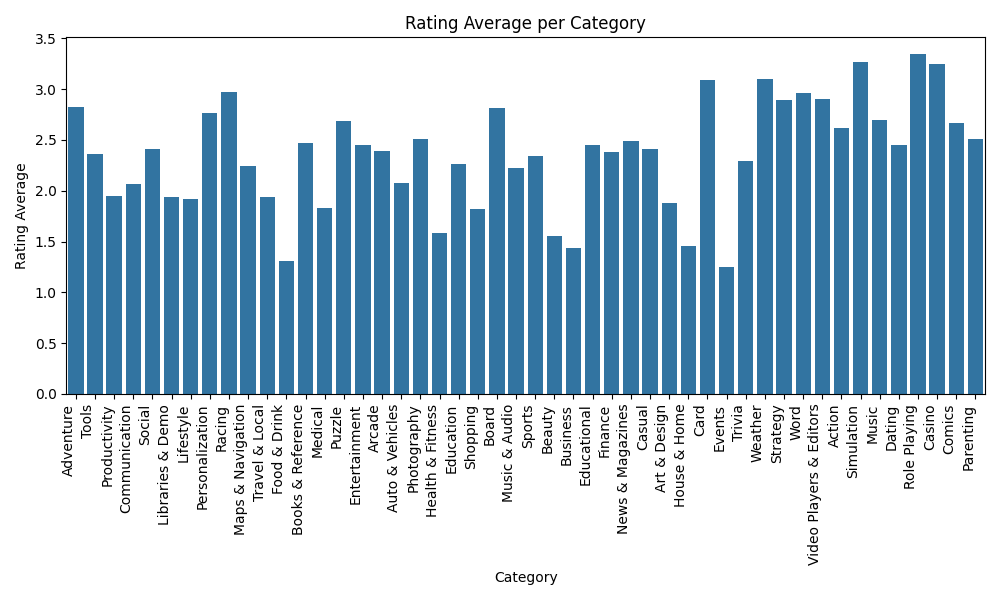 Rating Average per Category
Rating Average
3.5
3.0
2.5
2.0
1.5
1.0
0.5
0.0
Adventure
Tools
Productivity
Communication
Social
Libraries & Demo
Lifestyle
Personalization
Racing
Maps & Navigation
Travel & Local
Food & Drink
Books & Reference
Medical
Puzzle
Entertainment
Arcade
Auto & Vehicles
Photography
Health & Fitness
Education
Shopping
Board
Music & Audio
Sports
Beauty
Business
Educational
Finance
News & Magazines
Casual
Art & Design
House & Home
Card
Events
Trivia
Weather
Strategy
Word
Video Players & Editors
Action
Simulation
Music
Dating
Role Playing
Casino
Comics
Parenting
Category